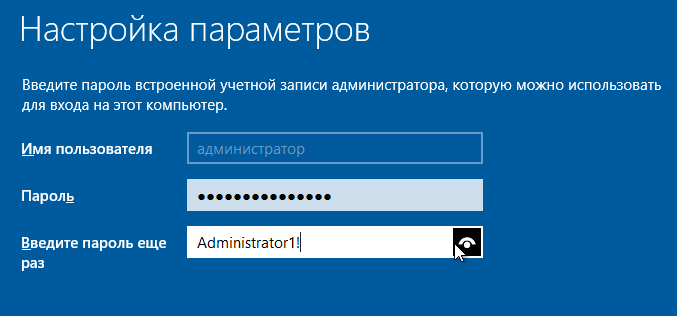 Настройка параметров
Введите пароль встроенной учетной записи администратора, которую можно использовать
для входа на этот компьютер.
Имя пользователя администратор
Пароль ●●●●●●●●●●●●●●●
Введите пароль еще Administrator1!
раз